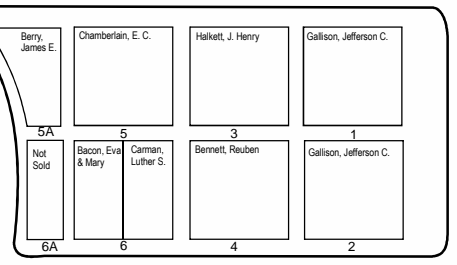 Berry,
James E.
Chamberlain, E. C.
Halkett, J. Henry
Gallison, Jefferson C.
5A
5
3
1
Not
Sold
Bacon, Eva
& Mary
Carman,
Luther S.
Bennett, Reuben
Gallison, Jefferson C.
6A
6
4
2